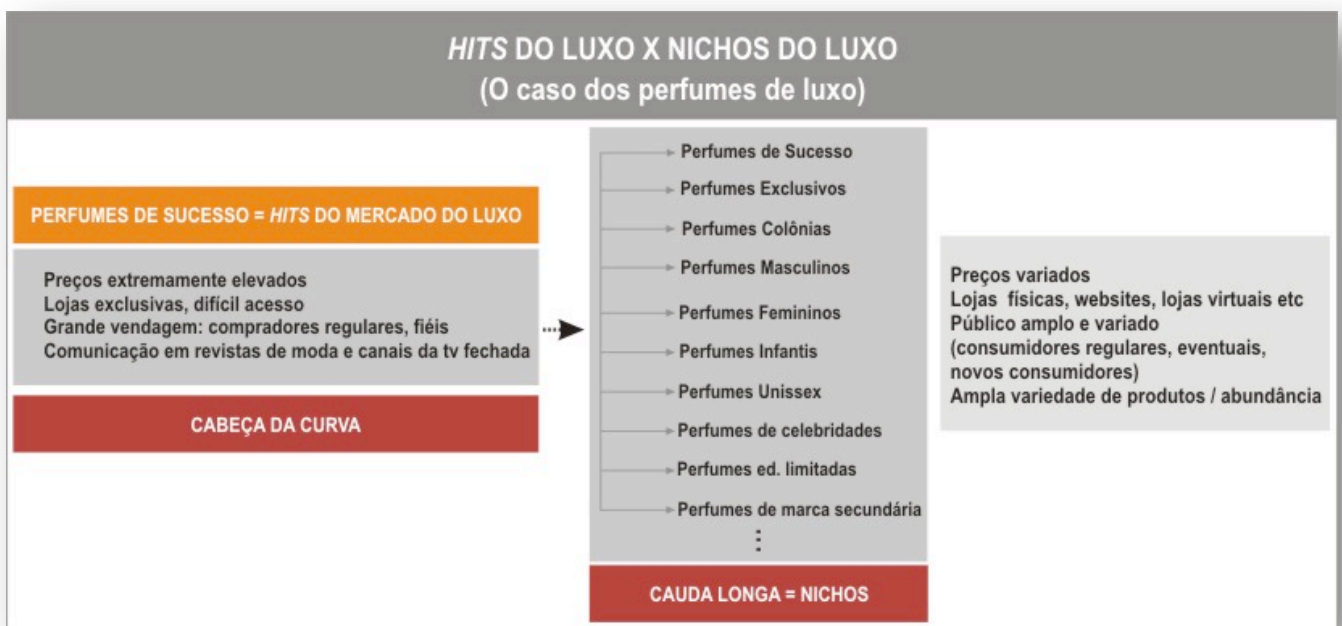 HITS DO LUXO X NICHOS DO LUXO
(O caso dos perfumes de luxo)
PERFUMES DE SUCESSO = HITS DO MERCADO DO LUXO
Preços extremamente elevados
Lojas exclusivas, difícil acesso
Grande vendagem: compradores regulares, fiéis
Comunicação em revistas de moda e canais da tv fechada
CABEÇA DA CURVA
Perfumes de Sucesso
Perfumes Exclusivos
Perfumes Colônias
Perfumes Masculinos
Perfumes Femininos
Perfumes Infantis
Perfumes Unissex
Perfumes de celebridades
Perfumes ed. limitadas
Perfumes de marca secundária
CAUDA LONGA = NICHOS
Preços variados
Lojas físicas, websites, lojas virtuais etc
Público amplo e variado
(consumidores regulares, eventuais,
novos consumidores)
Ampla variedade de produtos / abundância